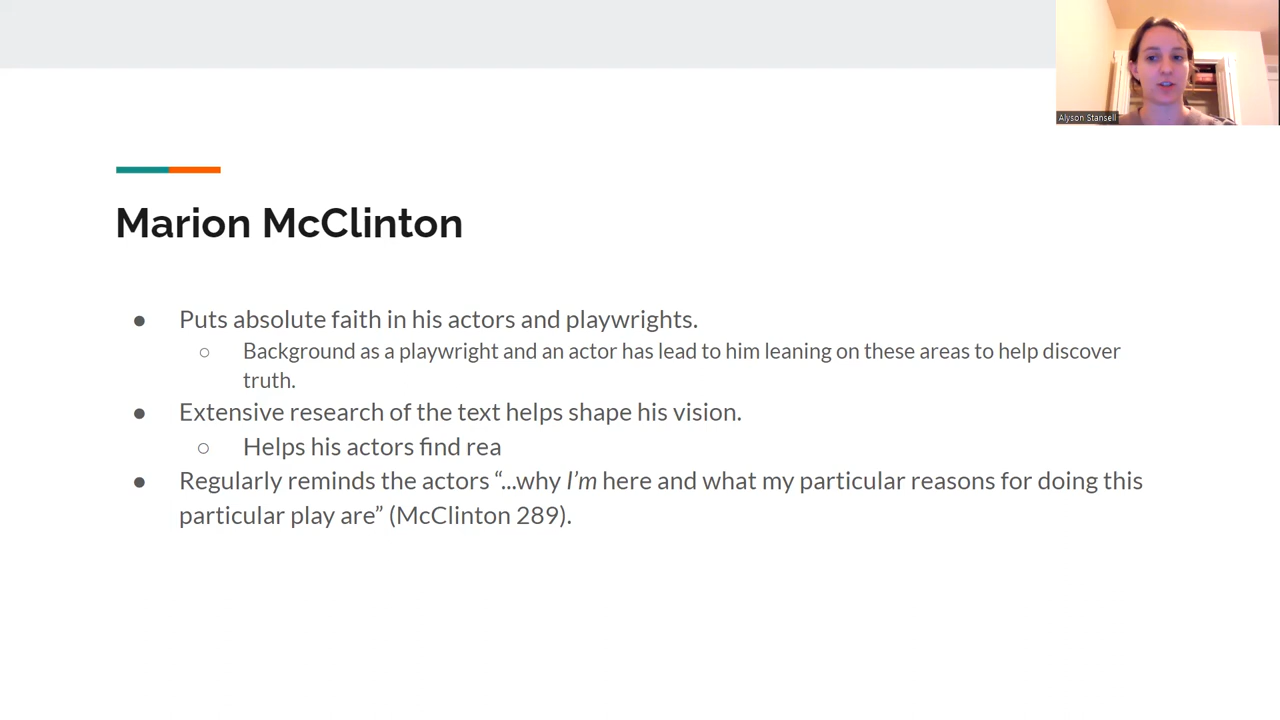 Alyson Stansell
Marion McClinton
● Puts absolute faith in his actors and playwrights.
○ Background as a playwright and an actor has lead to him leaning on these areas to help discover
truth.
● Extensive research of the text helps shape his vision.
○ Helps his actors find rea
● Regularly reminds the actors “...why I’m here and what my particular reasons for doing this
particular play are” (McClinton 289).